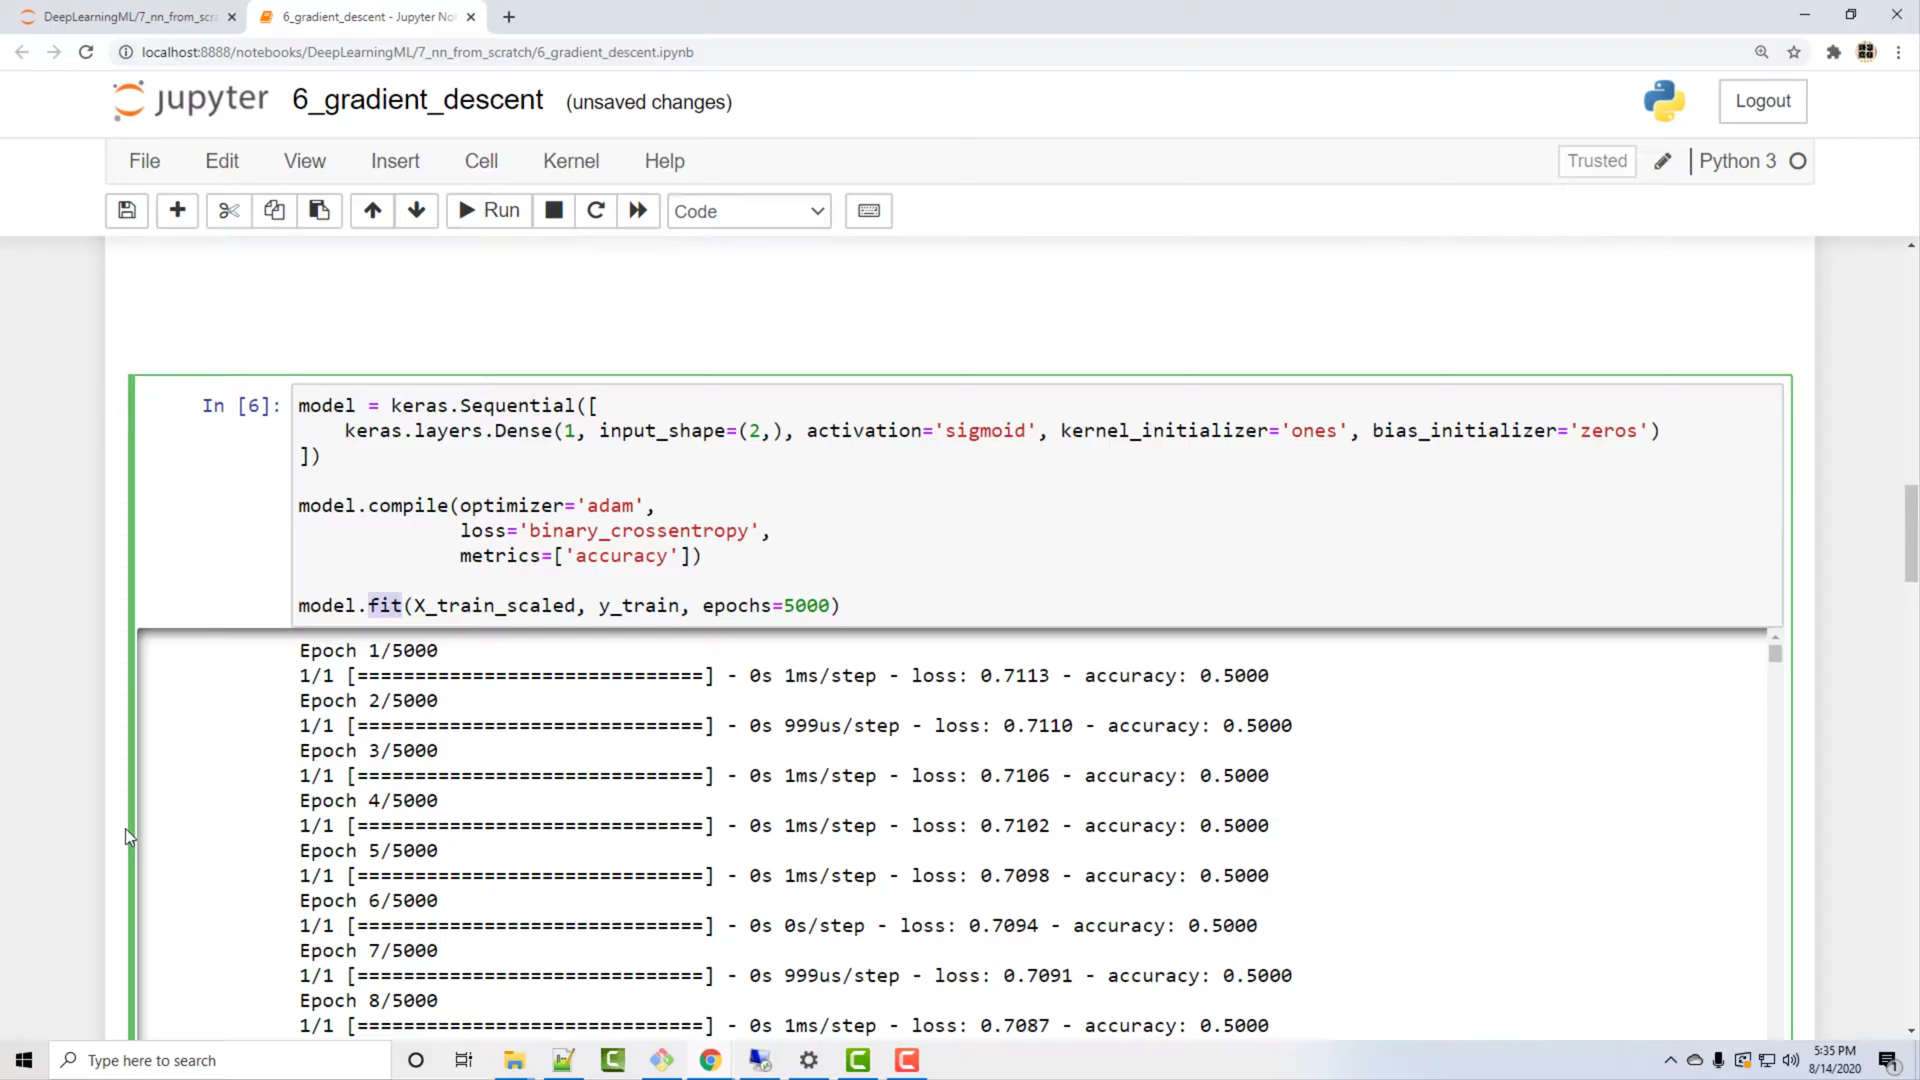 DeepLearningML/7_nn_from_scra
6_gradient_descent - Jupyter No
localhost:8888/notebooks/DeepLearningML/7_nn_from_scratch/6_gradient_descent.ipynb
jupyter 6_gradient_descent (unsaved changes)
Logout
File Edit View Insert Cell Kernel Help
Trusted Python 3
Run Code
In [6]:
model = keras.Sequential([
    keras.layers.Dense(1, input_shape=(2,), activation='sigmoid', kernel_initializer='ones', bias_initializer='zeros')
])
model.compile(optimizer='adam',
              loss='binary_crossentropy',
              metrics=['accuracy'])
model.fit(X_train_scaled, y_train, epochs=5000)
Epoch 1/5000
1/1 [==============================] - 0s 1ms/step - loss: 0.7113 - accuracy: 0.5000
Epoch 2/5000
1/1 [==============================] - 0s 999us/step - loss: 0.7110 - accuracy: 0.5000
Epoch 3/5000
1/1 [==============================] - 0s 1ms/step - loss: 0.7106 - accuracy: 0.5000
Epoch 4/5000
1/1 [==============================] - 0s 1ms/step - loss: 0.7102 - accuracy: 0.5000
Epoch 5/5000
1/1 [==============================] - 0s 1ms/step - loss: 0.7098 - accuracy: 0.5000
Epoch 6/5000
1/1 [==============================] - 0s 0s/step - loss: 0.7094 - accuracy: 0.5000
Epoch 7/5000
1/1 [==============================] - 0s 999us/step - loss: 0.7091 - accuracy: 0.5000
Epoch 8/5000
1/1 [==============================] - 0s 1ms/step - loss: 0.7087 - accuracy: 0.5000
Type here to search
5:35 PM
8/14/2020